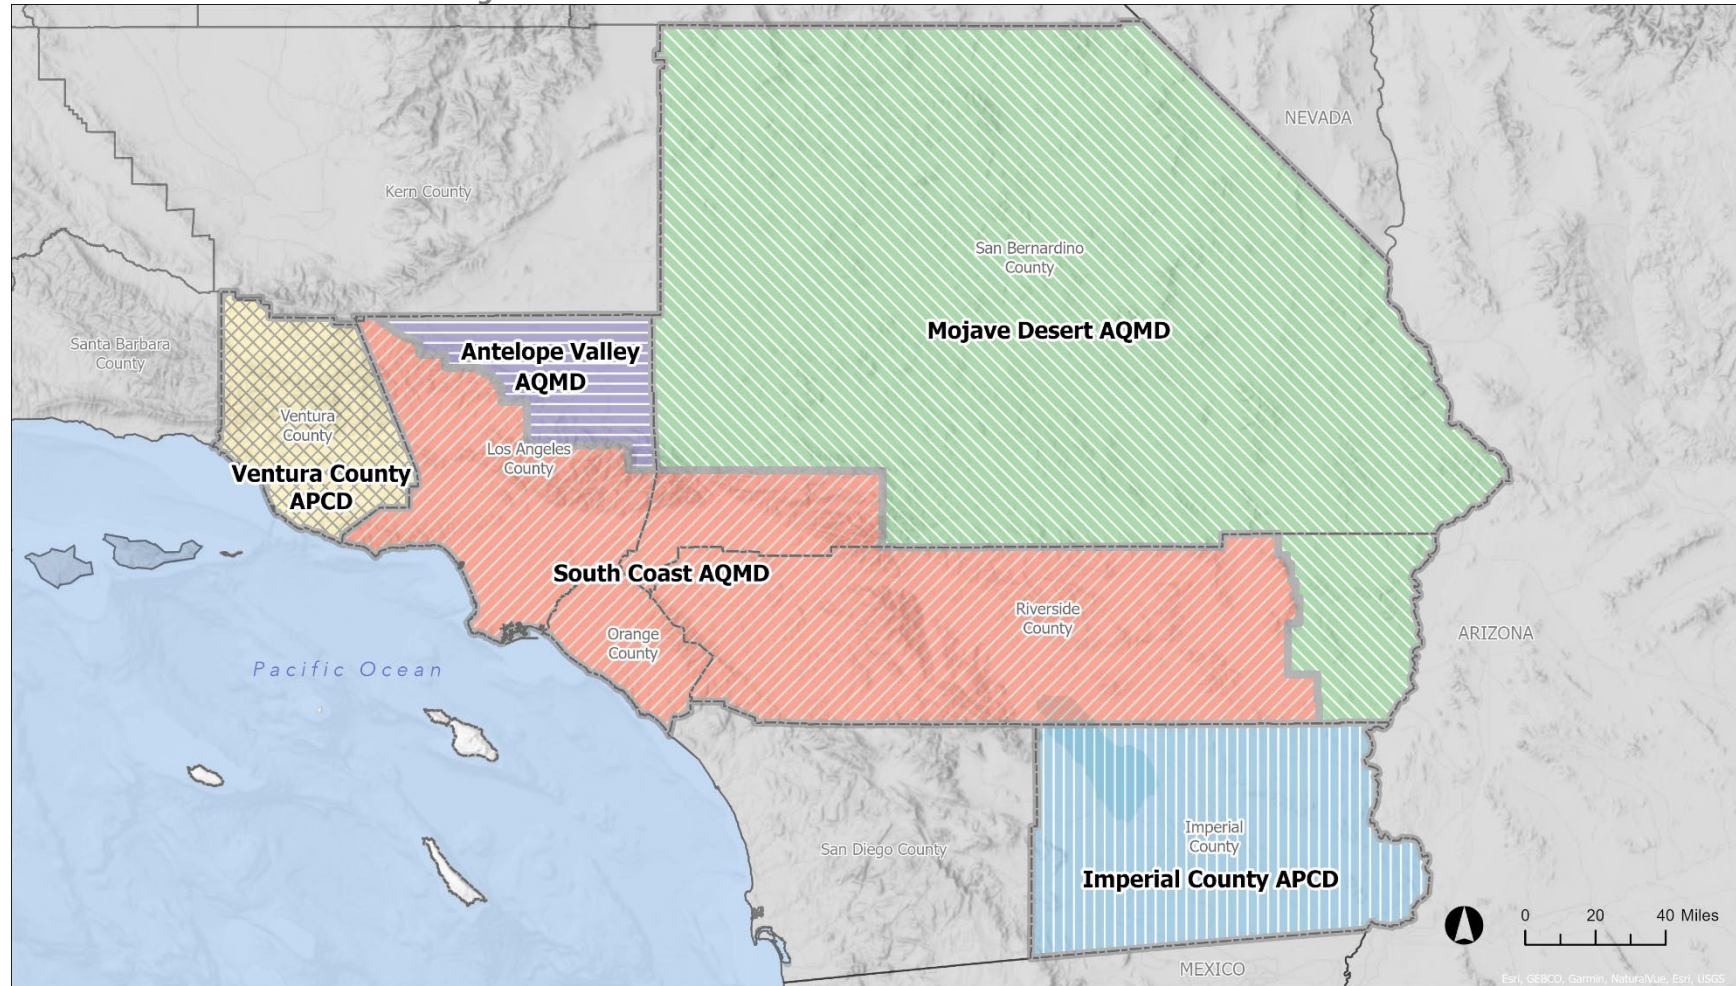 NEVADA
Kern County
San Bernardino
County
Mojave Desert AQMD
Santa Barbara
County
Antelope Valley
AQMD
Ventura
County
Los Angeles
County
Ventura County
APCD
South Coast AQMD
Riverside
County
Orange
County
ARIZONA
Pacific Ocean
Imperial
County
San Diego County
Imperial County APCD
0 20 40 Miles
MEXICO
Esri, GEBCO, Garmin, NaturalVue, Esri, USGS